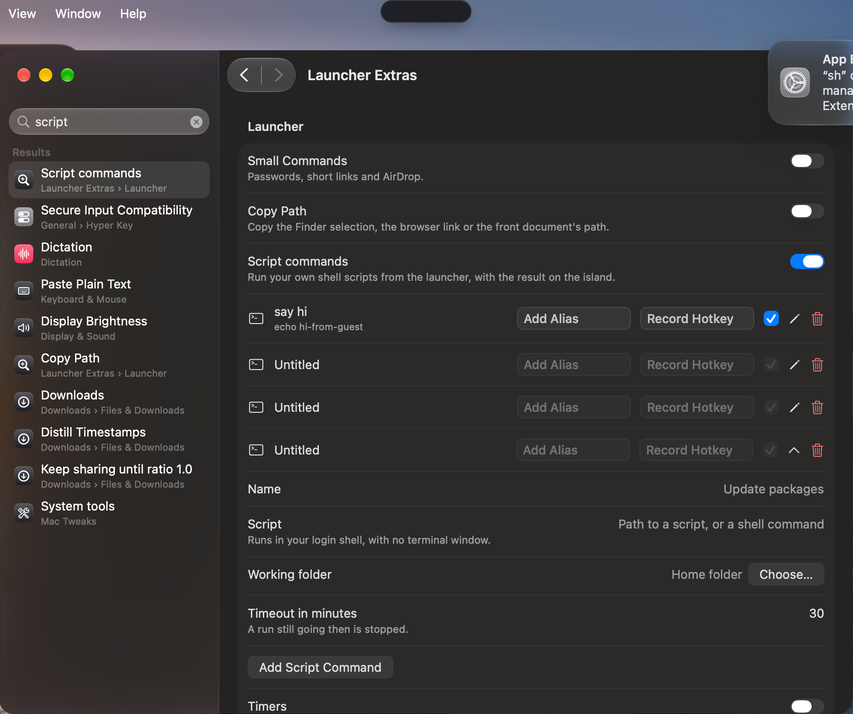 View Window Help
App
"sh"
Exten
script
Results
Script commands
Launcher Extras › Launcher
Secure Input Compatibility
General › Hyper Key
Dictation
Dictation
Paste Plain Text
Keyboard & Mouse
Display Brightness
Display & Sound
Copy Path
Launcher Extras › Launcher
Downloads
Downloads › Files & Downloads
Distill Timestamps
Downloads › Files & Downloads
Keep sharing until ratio 1.0
Downloads › Files & Downloads
System tools
Mac Tweaks
Launcher Extras
Launcher
Small Commands
Passwords, short links and AirDrop.
Copy Path
Copy the Finder selection, the browser link or the front document's path.
Script commands
Run your own shell scripts from the launcher, with the result on the island.
say hi Add Alias Record Hotkey
echo hi-from-guest
Untitled Add Alias Record Hotkey
Untitled Add Alias Record Hotkey
Untitled Add Alias Record Hotkey
Name Update packages
Script Path to a script, or a shell command
Runs in your login shell, with no terminal window.
Working folder Home folder Choose...
Timeout in minutes 30
A run still going then is stopped.
Add Script Command
Timers